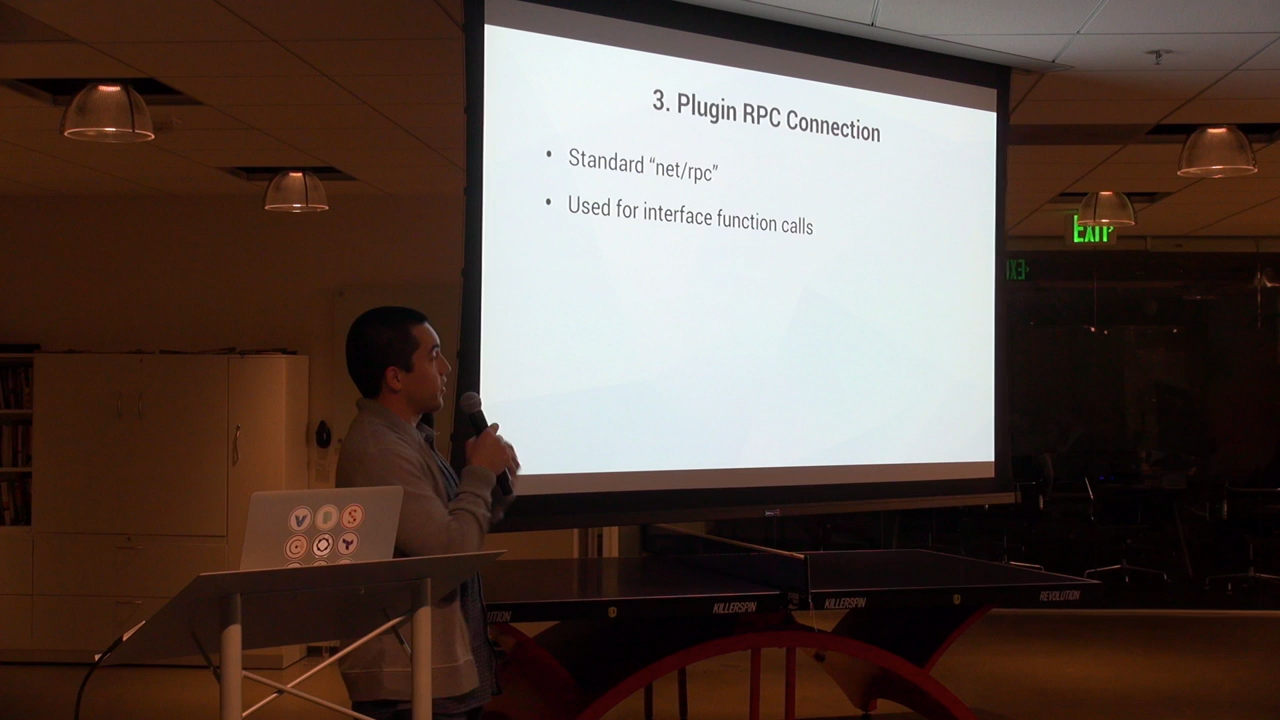 3. Plugin RPC Connection
• Standard “net/rpc”
• Used for interface function calls
EXIT
KILLERSPIN
KILLERSPIN
REVOLUTION